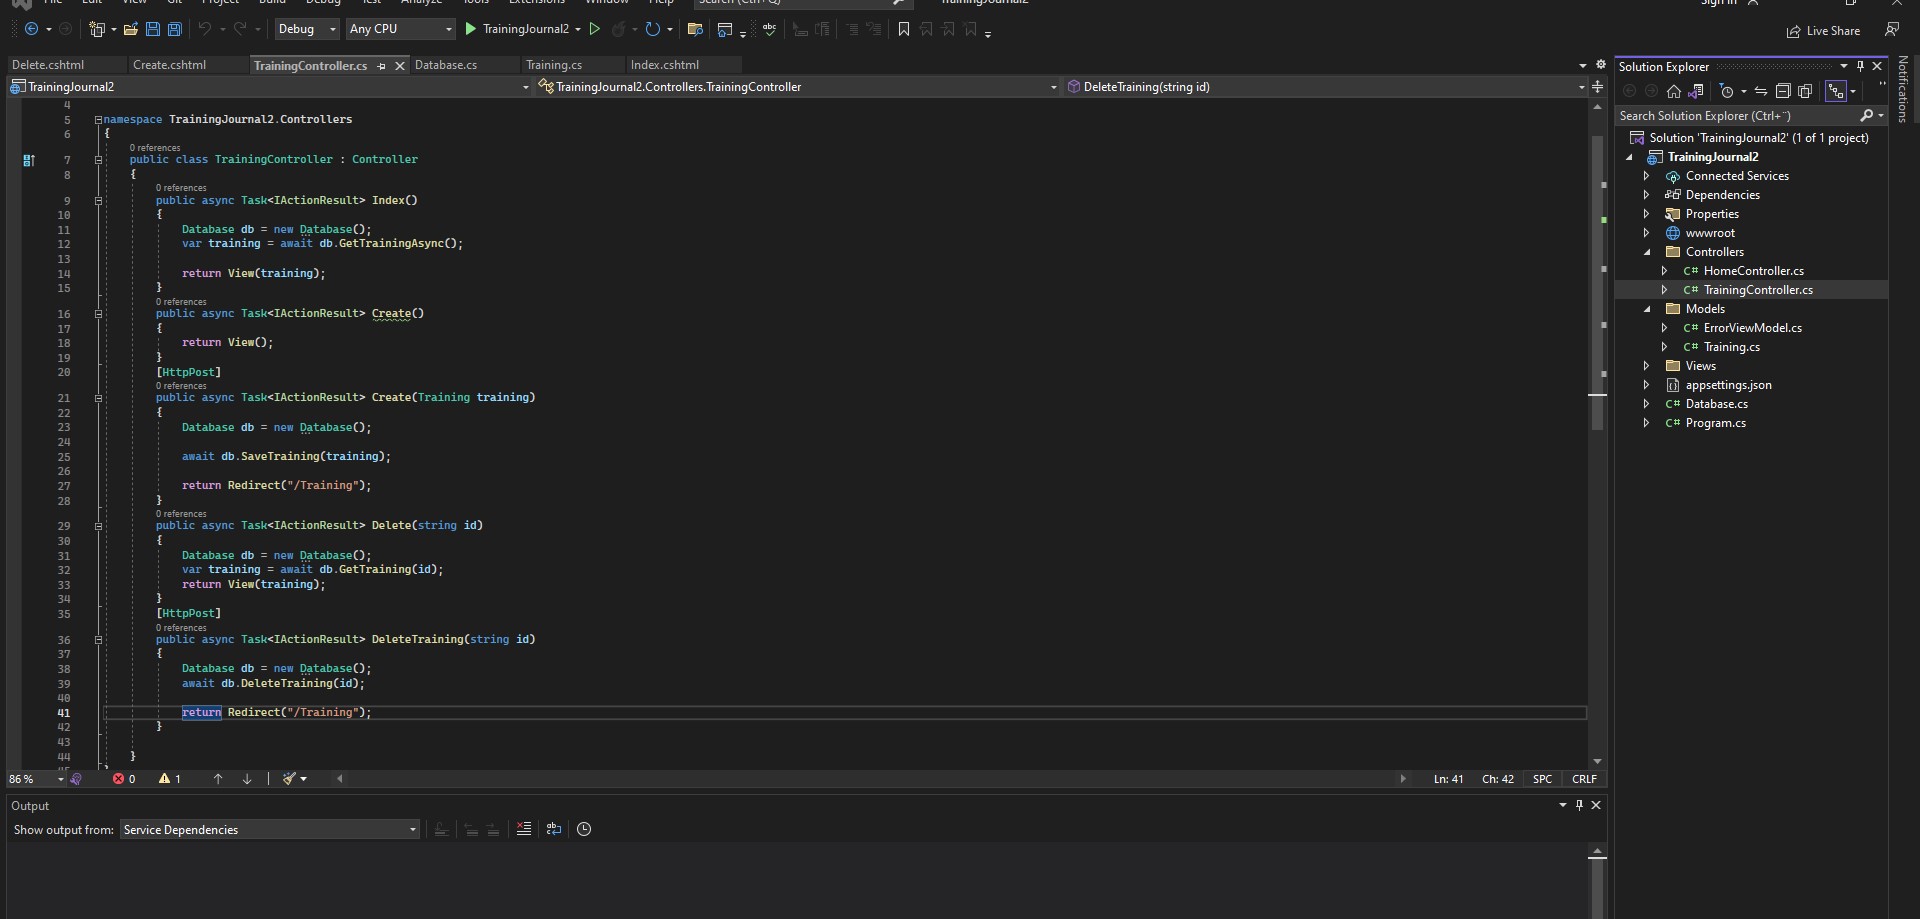 File Edit View Git Project Build Debug Test Analyze Tools Extensions Window Help Search (Ctrl+Q) TrainingJournal2 Sign in
Debug Any CPU TrainingJournal2 Live Share
Delete.cshtml Create.cshtml TrainingController.cs Database.cs Training.cs Index.cshtml
TrainingJournal2 TrainingJournal2.Controllers.TrainingController DeleteTraining(string id)
4
5 namespace TrainingJournal2.Controllers
6 {
0 references
7 public class TrainingController : Controller
8 {
0 references
9 public async Task<IActionResult> Index()
10 {
11 Database db = new Database();
12 var training = await db.GetTrainingAsync();
13
14 return View(training);
15 }
0 references
16 public async Task<IActionResult> Create()
17 {
18 return View();
19 }
20 [HttpPost]
0 references
21 public async Task<IActionResult> Create(Training training)
22 {
23 Database db = new Database();
24
25 await db.SaveTraining(training);
26
27 return Redirect("/Training");
28 }
0 references
29 public async Task<IActionResult> Delete(string id)
30 {
31 Database db = new Database();
32 var training = await db.GetTraining(id);
33 return View(training);
34 }
35 [HttpPost]
0 references
36 public async Task<IActionResult> DeleteTraining(string id)
37 {
38 Database db = new Database();
39 await db.DeleteTraining(id);
40
41 return Redirect("/Training");
42 }
43
44 }
45 }
86 % 0 1 Ln: 41 Ch: 42 SPC CRLF
Output
Show output from: Service Dependencies
Solution Explorer
Search Solution Explorer (Ctrl+¨)
Solution 'TrainingJournal2' (1 of 1 project)
TrainingJournal2
Connected Services
Dependencies
Properties
wwwroot
Controllers
C# HomeController.cs
C# TrainingController.cs
Models
C# ErrorViewModel.cs
C# Training.cs
Views
appsettings.json
C# Database.cs
C# Program.cs
Notifications